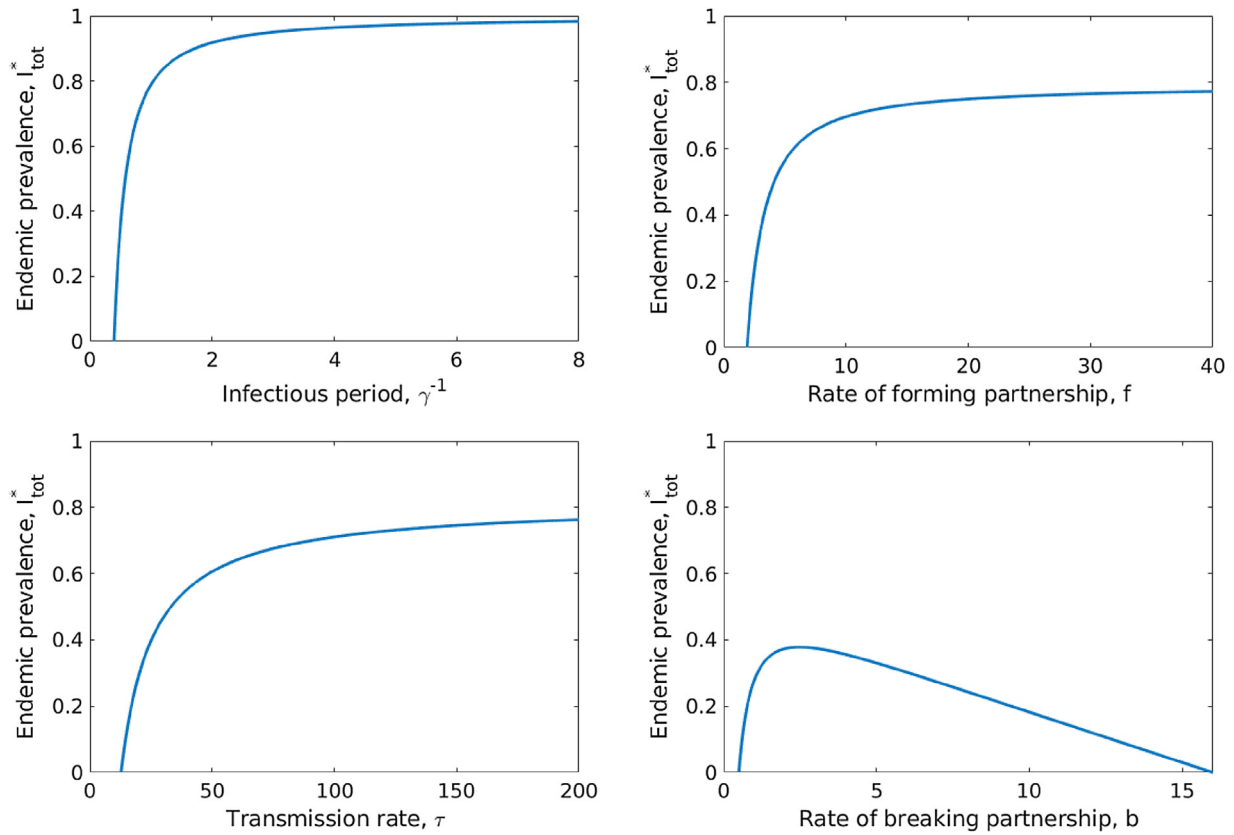 1
0.8
0.6
0.4
0.2
0
0 2 4 6 8
Endemic prevalence, I*tot
Infectious period, γ-1
1
0.8
0.6
0.4
0.2
0
0 10 20 30 40
Endemic prevalence, I*tot
Rate of forming partnership, f
1
0.8
0.6
0.4
0.2
0
0 50 100 150 200
Endemic prevalence, I*tot
Transmission rate, τ
1
0.8
0.6
0.4
0.2
0
0 5 10 15
Endemic prevalence, I*tot
Rate of breaking partnership, b